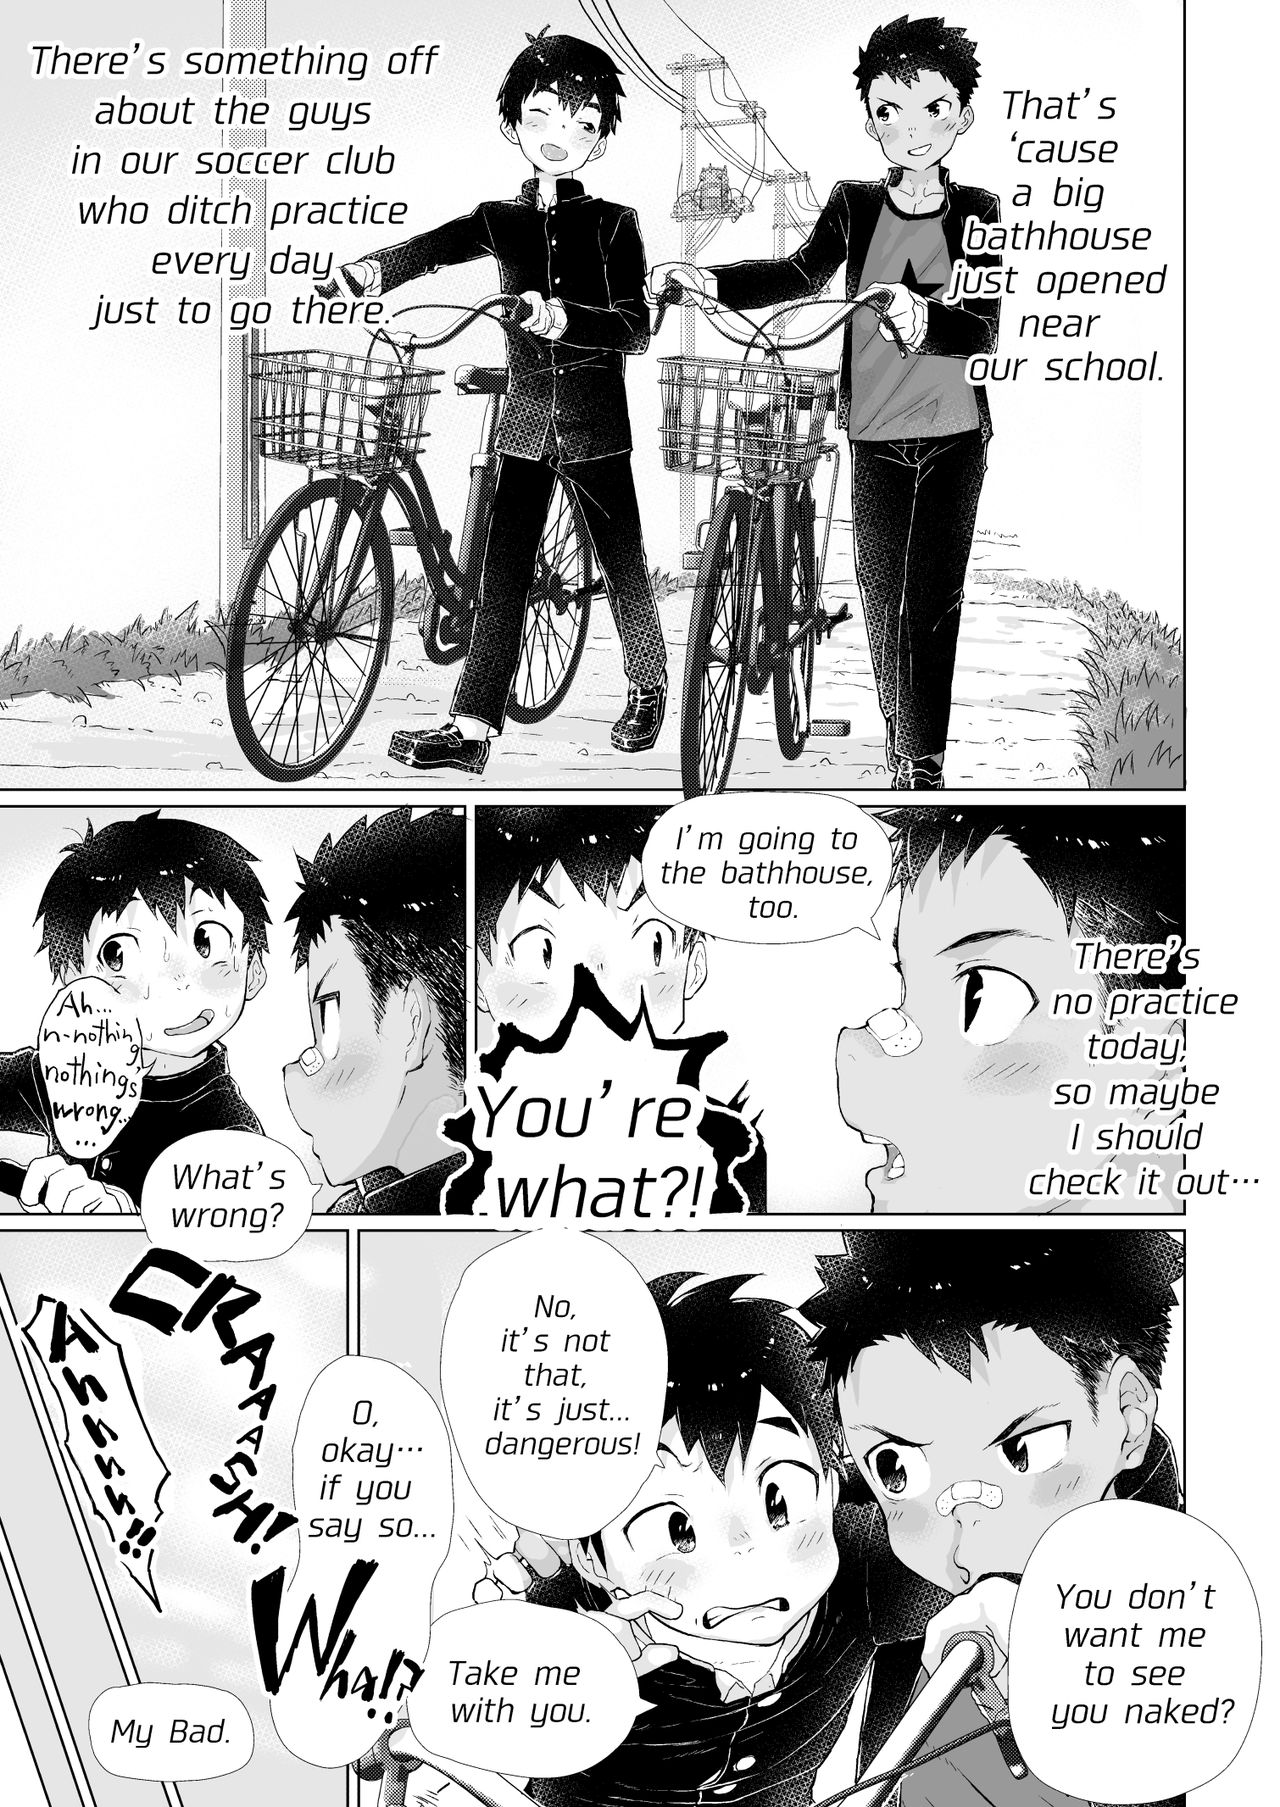 That's
'cause
a big
bathhouse
just opened
near
our school.
There's something off
about the guys
in our soccer club
who ditch practice
every day
just to go there.
There's
no practice
today,
so maybe
I should
check it out...
I'm going to
the bathhouse,
too.
You're
what?!
What's
wrong?
Ah...
n-nothing,
nothings
wrong...
...
You don't
want me
to see
you naked?
No,
it's not
that,
it's just...
dangerous!
Take me
with you.
O,
okay...
if you
say so...
Wha!?
CRAAASH!
Ahhhh!!
My Bad.